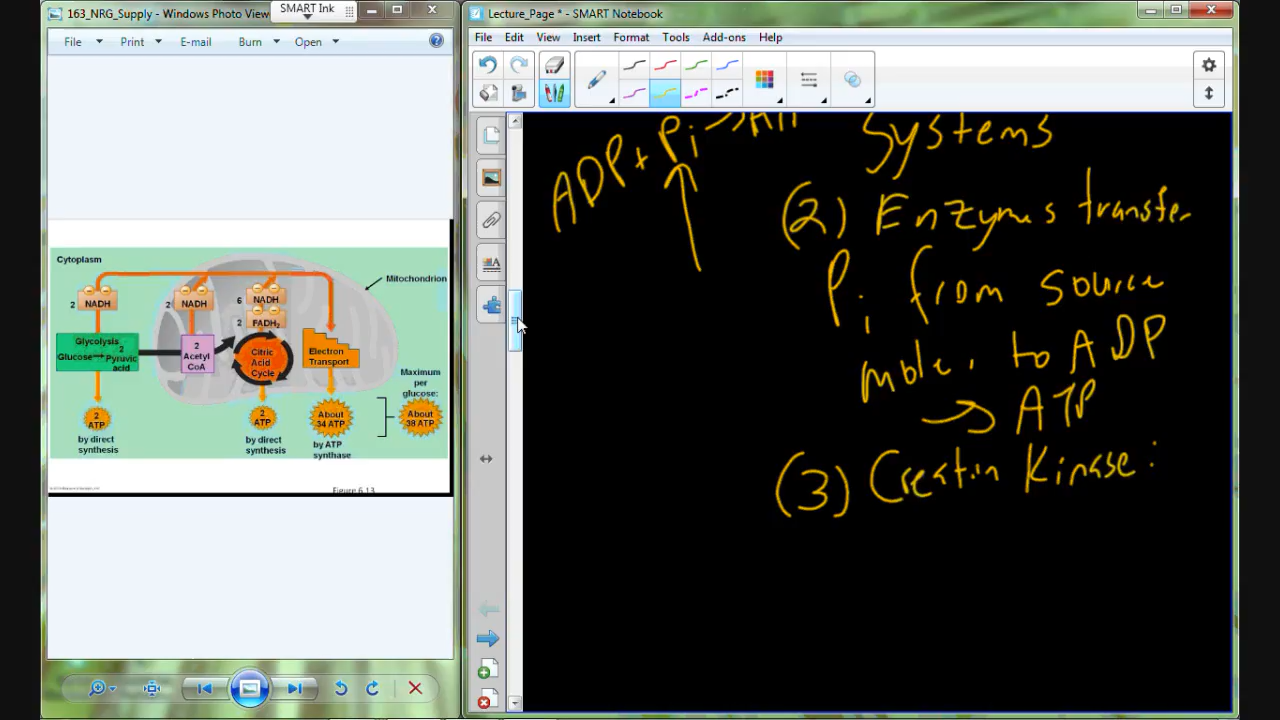 163_NRG_Supply - Windows Photo View
SMART Ink
File Print E-mail Burn Open
Cytoplasm
Mitochondrion
2 NADH
2 NADH
6 NADH
2 FADH₂
Glycolysis
Glucose → 2 Pyruvic acid
2 Acetyl CoA
Citric Acid Cycle
Electron Transport
Maximum per glucose:
2 ATP
2 ATP
About 34 ATP
About 38 ATP
by direct synthesis
by direct synthesis
by ATP synthase
Figure 6.13
Lecture_Page * - SMART Notebook
File Edit View Insert Format Tools Add-ons Help
ADP + Pi →
Systems
(2) Enzymes transfer
Pi from source
mole. to ADP
→ ATP
(3) Creatin Kinase: